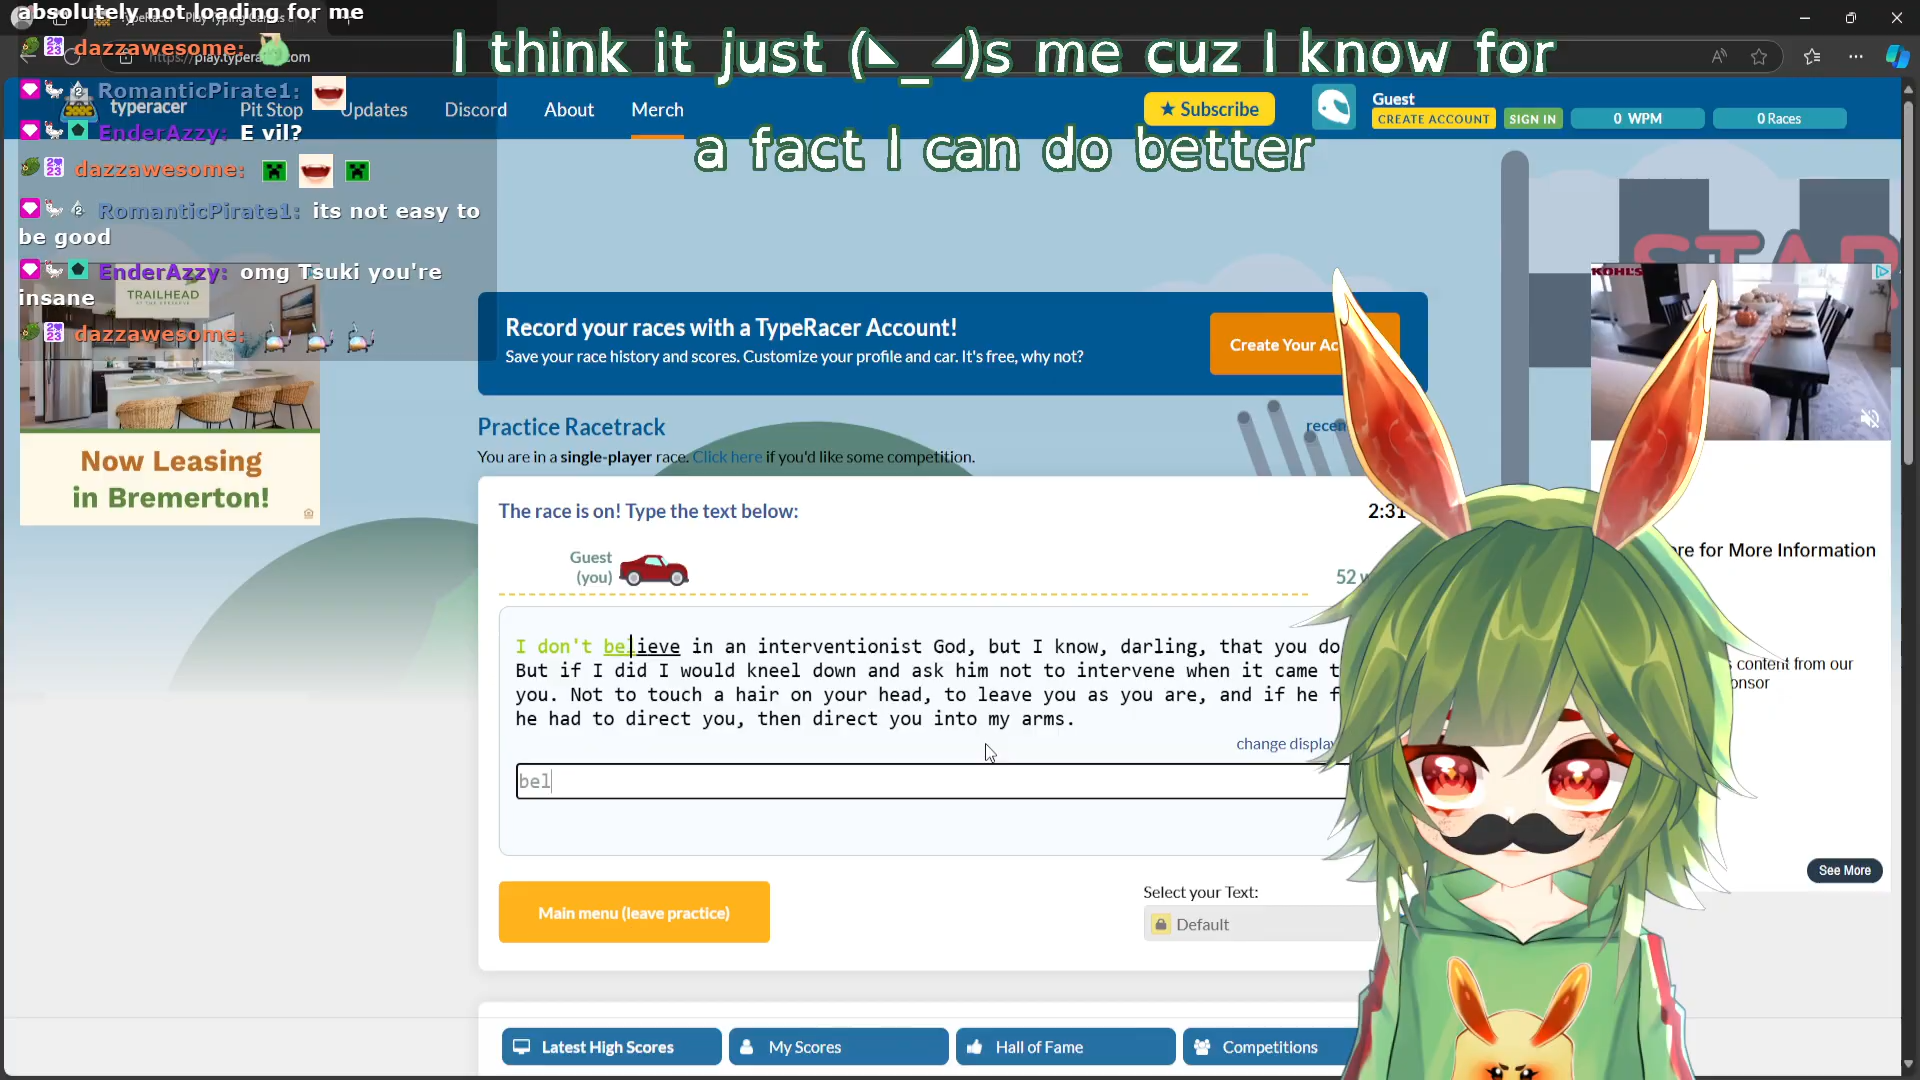 absolutely not loading for me
dazzawesome:
https://play.typeracer.com
RomanticPirate1:
EnderAzzy: E vil?
dazzawesome:
RomanticPirate1: its not easy to
be good
EnderAzzy: omg Tsuki you're
insane
dazzawesome:
I think it just (◣_◢)s me cuz I know for
a fact I can do better
typeracer
Pit Stop
Updates
Discord
About
Merch
★ Subscribe
Guest
CREATE ACCOUNT
SIGN IN
0 WPM
0 Races
TRAILHEAD
Now Leasing
in Bremerton!
Record your races with a TypeRacer Account!
Save your race history and scores. Customize your profile and car. It's free, why not?
Create Your Ac
Practice Racetrack
recen
You are in a single-player race. Click here if you'd like some competition.
The race is on! Type the text below:
2:31
Guest
(you)
52 w
I don't believe in an interventionist God, but I know, darling, that you do
But if I did I would kneel down and ask him not to intervene when it came t
you. Not to touch a hair on your head, to leave you as you are, and if he f
he had to direct you, then direct you into my arms.
change display
bel
Main menu (leave practice)
Select your Text:
Default
Latest High Scores
My Scores
Hall of Fame
Competitions
STAR
KOHL'S
re for More Information
content from our
onsor
See More